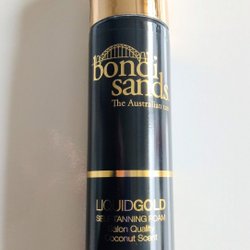 bondi
sands
The Australian
LIQUIDGOLD
SELF TANNING FOAM
Salon Quality
Coconut Scent